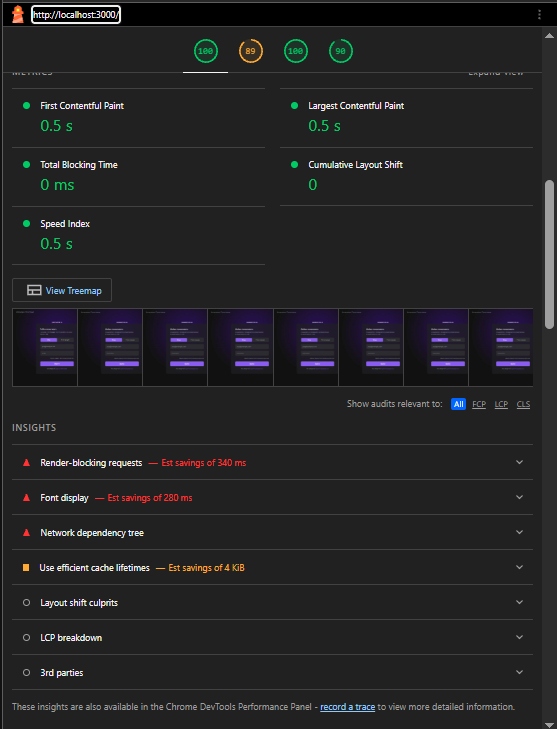 http://localhost:3000/
100 89 100 90
METRICS Expand view
First Contentful Paint
0.5 s
Largest Contentful Paint
0.5 s
Total Blocking Time
0 ms
Cumulative Layout Shift
0
Speed Index
0.5 s
View Treemap
Show audits relevant to: All FCP LCP CLS
INSIGHTS
Render-blocking requests — Est savings of 340 ms
Font display — Est savings of 280 ms
Network dependency tree
Use efficient cache lifetimes — Est savings of 4 KiB
Layout shift culprits
LCP breakdown
3rd parties
These insights are also available in the Chrome DevTools Performance Panel - record a trace to view more detailed information.